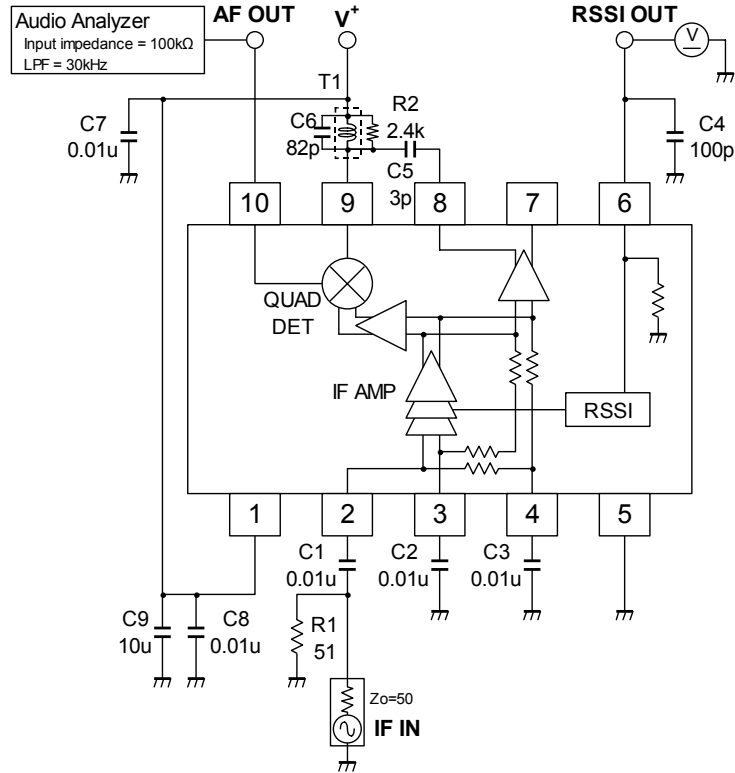 Audio Analyzer
Input impedance = 100kΩ
LPF = 30kHz
AF OUT
V+
RSSI OUT
V
T1
C7
0.01u
C6
82p
R2
2.4k
C5
3p
C4
100p
10
9
8
7
6
QUAD
DET
IF AMP
RSSI
1
2
3
4
5
C1
0.01u
C2
0.01u
C3
0.01u
C9
10u
C8
0.01u
R1
51
Zo=50
IF IN